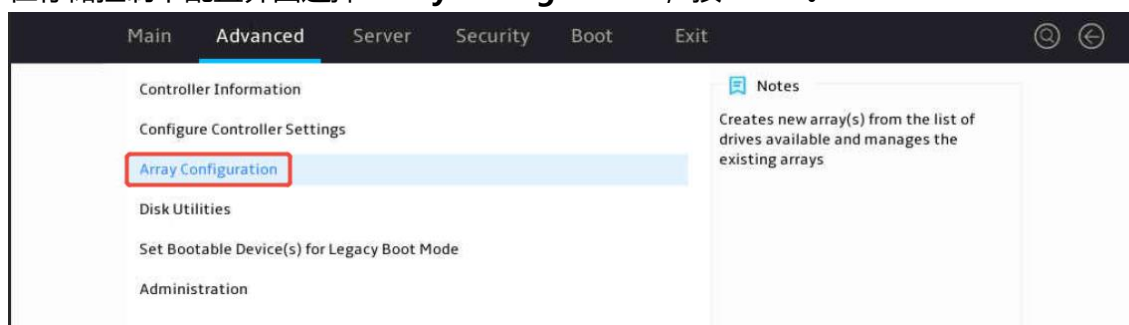 Main Advanced Server Security Boot Exit
Controller Information
Configure Controller Settings
Array Configuration
Disk Utilities
Set Bootable Device(s) for Legacy Boot Mode
Administration
Notes
Creates new array(s) from the list of
drives available and manages the
existing arrays